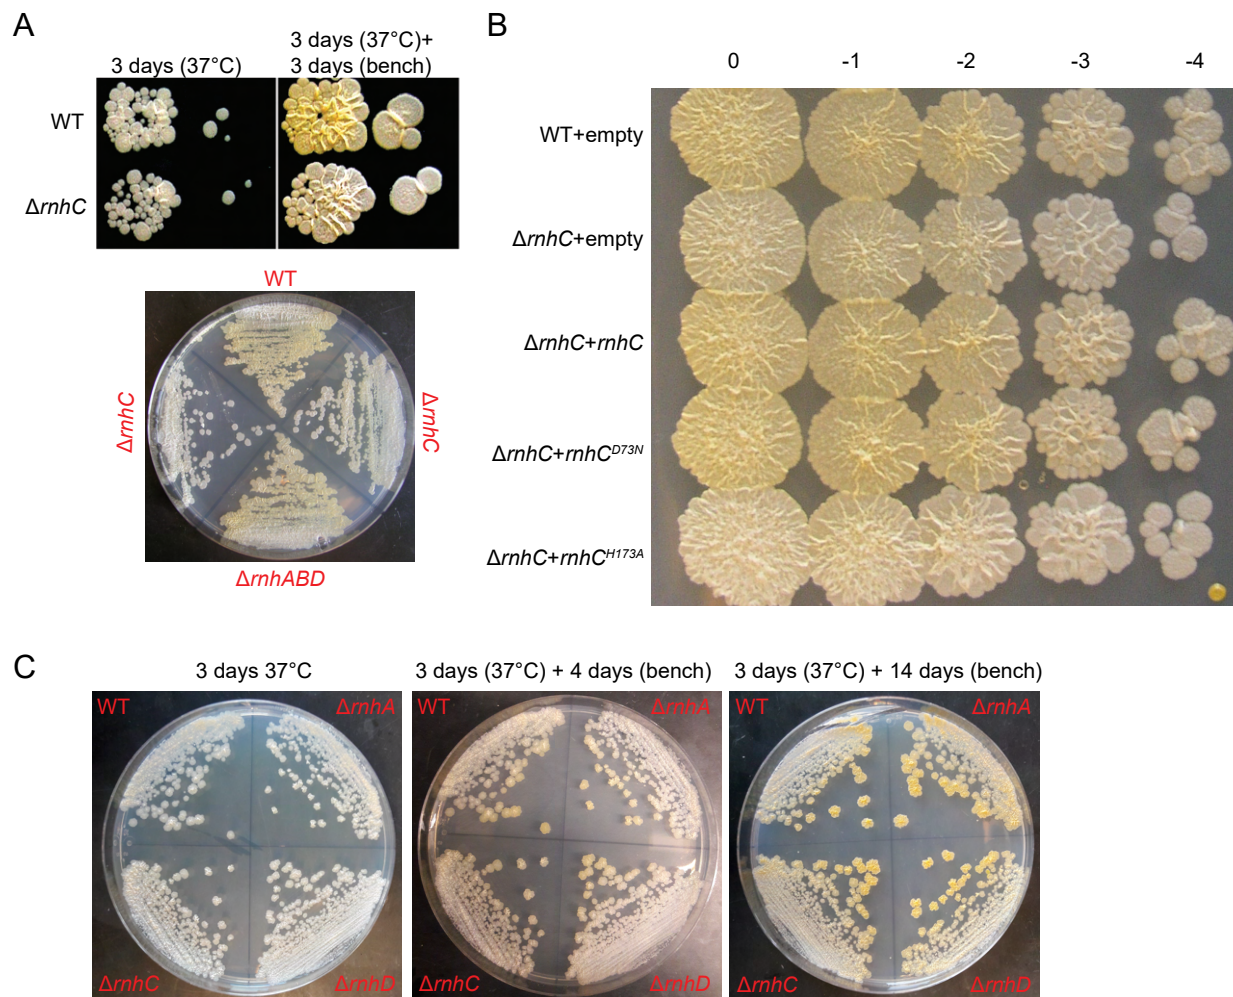 A
3 days (37°C)
3 days (37°C)+
3 days (bench)
WT
ΔrnhC
WT
ΔrnhC
ΔrnhC
ΔrnhABD
B
0 -1 -2 -3 -4
WT+empty
ΔrnhC+empty
ΔrnhC+rnhC
ΔrnhC+rnhC^D73N
ΔrnhC+rnhC^H173A
C
3 days 37°C
3 days (37°C) + 4 days (bench)
3 days (37°C) + 14 days (bench)
WT ΔrnhA
ΔrnhC ΔrnhD
WT ΔrnhA
ΔrnhC ΔrnhD
WT ΔrnhA
ΔrnhC ΔrnhD